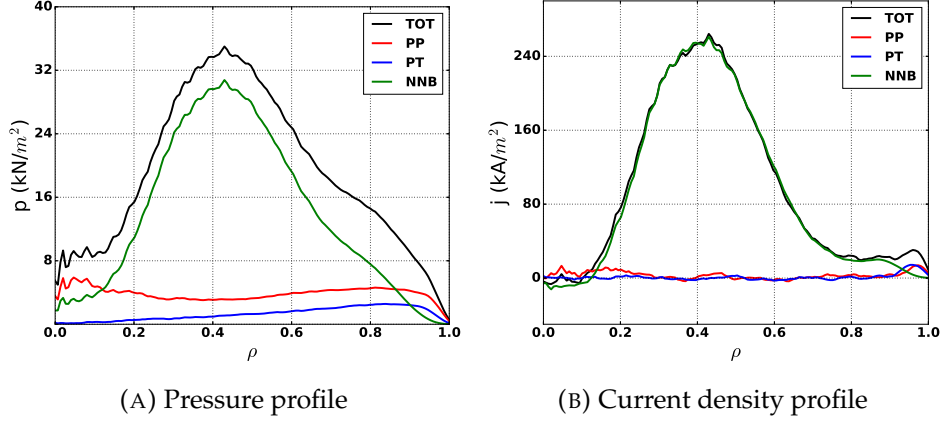 40
32
24
16
8
0.0 0.2 0.4 0.6 0.8 1.0
p (kN/m²)
ρ
TOT
PP
PT
NNB
(A) Pressure profile
240
160
80
0
0.0 0.2 0.4 0.6 0.8 1.0
j (kA/m²)
ρ
TOT
PP
PT
NNB
(B) Current density profile